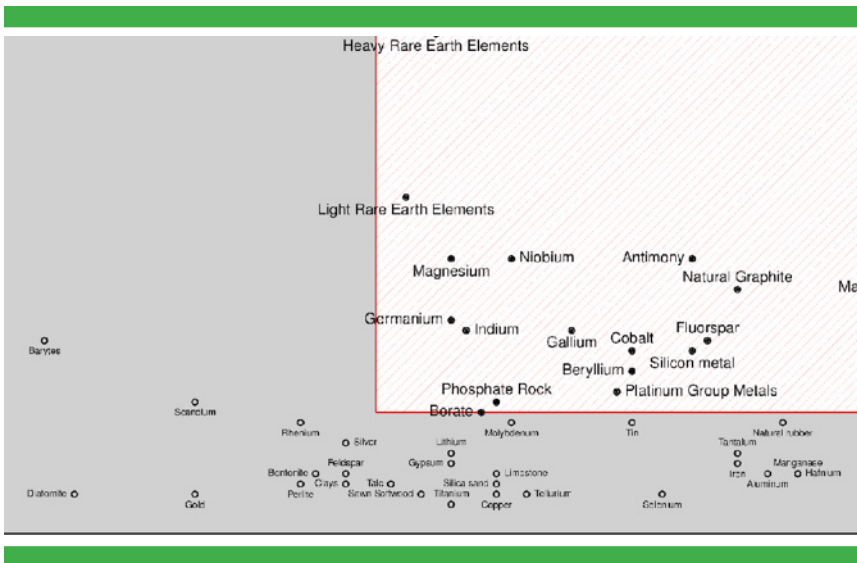 Heavy Rare Earth Elements
Light Rare Earth Elements
Niobium
Antimony
Magnesium
Natural Graphite
Ma
Germanium
Indium
Fluorspar
Gallium
Cobalt
Barytes
Silicon metal
Beryllium
Phosphate Rock
Platinum Group Metals
Scandium
Borate
Rhenium
Molybdenum
Tin
Natural rubber
Silver
Lithium
Tantalum
Gypsum
Feldspar
Manganase
Bentonite
Limestone
Iron
Hafnium
Clays
Talc
Silica sand
Aluminum
Diatomite
Perlite
Sawn Softwood
Titanium
Tellurium
Gold
Copper
Selenium